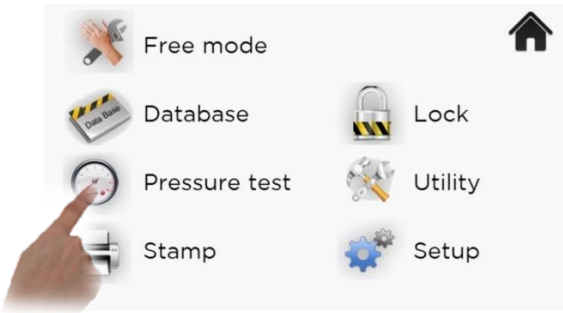 Free mode
Database
Data Base
Lock
Pressure test
Utility
Stamp
Setup